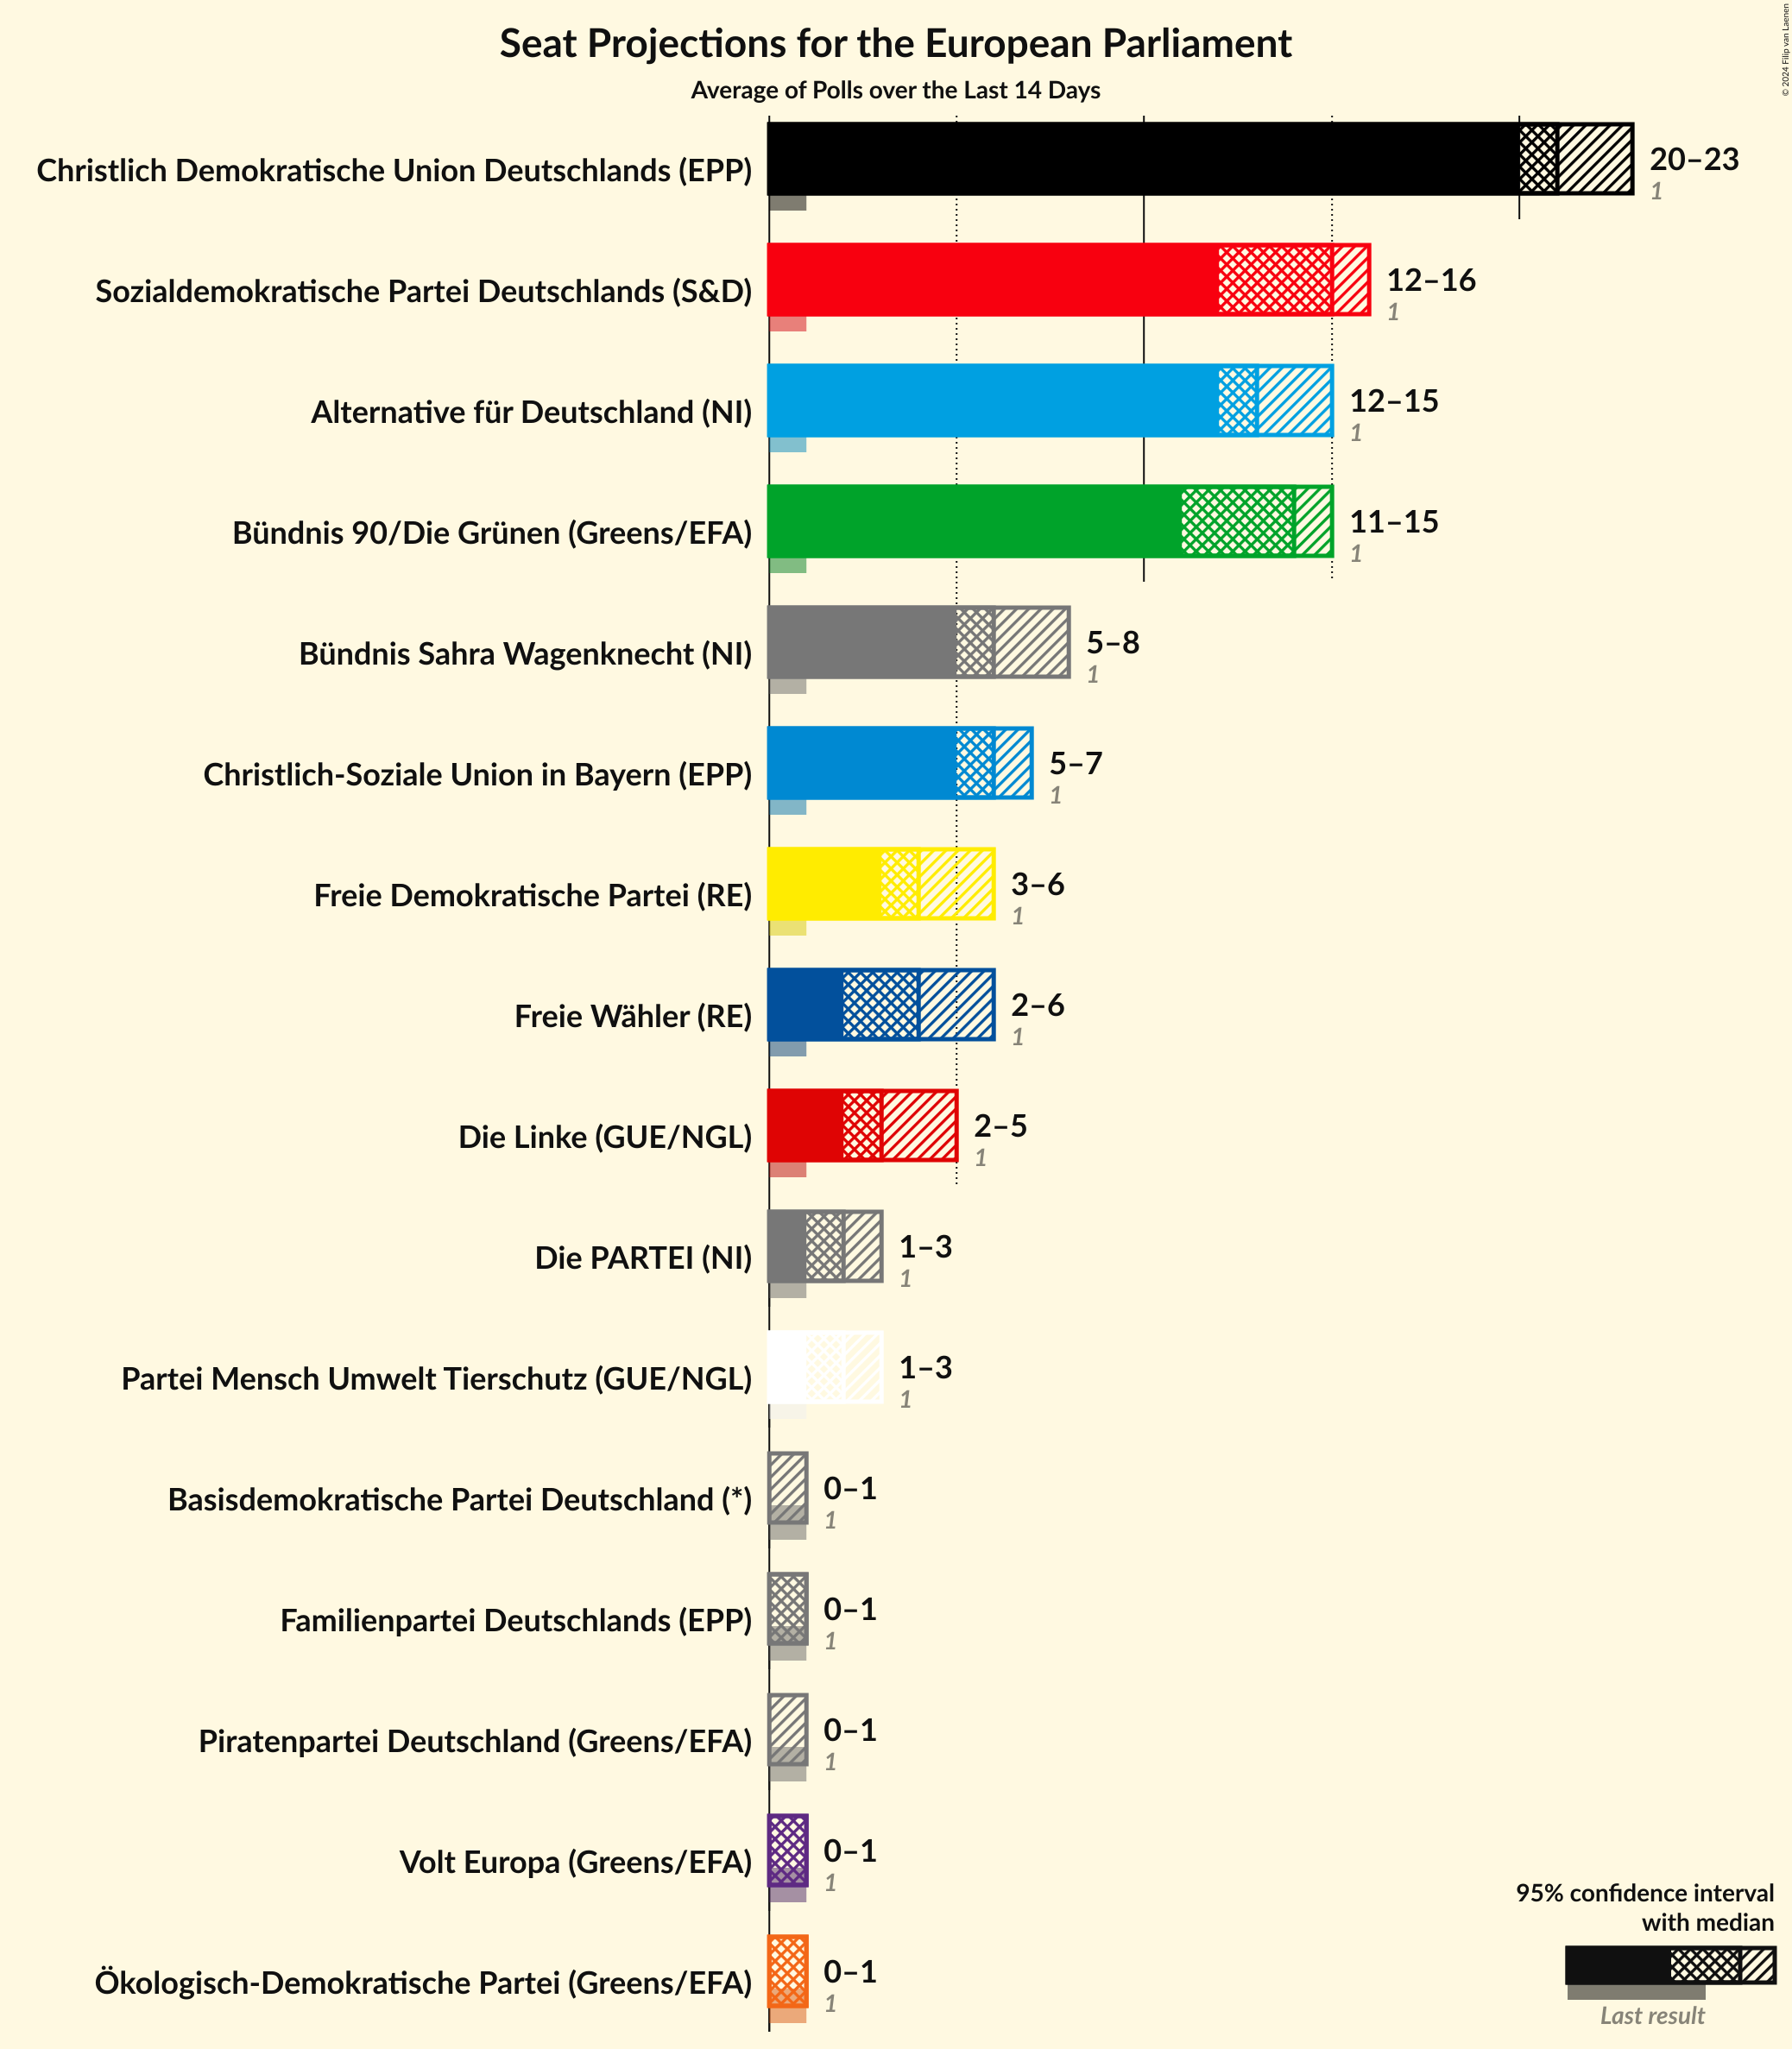 Seat Projections for the European Parliament
Average of Polls over the Last 14 Days
© 2024 Filip van Laenen
Christlich Demokratische Union Deutschlands (EPP)
20–23
1
Sozialdemokratische Partei Deutschlands (S&D)
12–16
1
Alternative für Deutschland (NI)
12–15
1
Bündnis 90/Die Grünen (Greens/EFA)
11–15
1
Bündnis Sahra Wagenknecht (NI)
5–8
1
Christlich-Soziale Union in Bayern (EPP)
5–7
1
Freie Demokratische Partei (RE)
3–6
1
Freie Wähler (RE)
2–6
1
Die Linke (GUE/NGL)
2–5
1
Die PARTEI (NI)
1–3
1
Partei Mensch Umwelt Tierschutz (GUE/NGL)
1–3
1
Basisdemokratische Partei Deutschland (*)
0–1
1
Familienpartei Deutschlands (EPP)
0–1
1
Piratenpartei Deutschland (Greens/EFA)
0–1
1
Volt Europa (Greens/EFA)
0–1
1
Ökologisch-Demokratische Partei (Greens/EFA)
0–1
1
95% confidence interval
with median
Last result